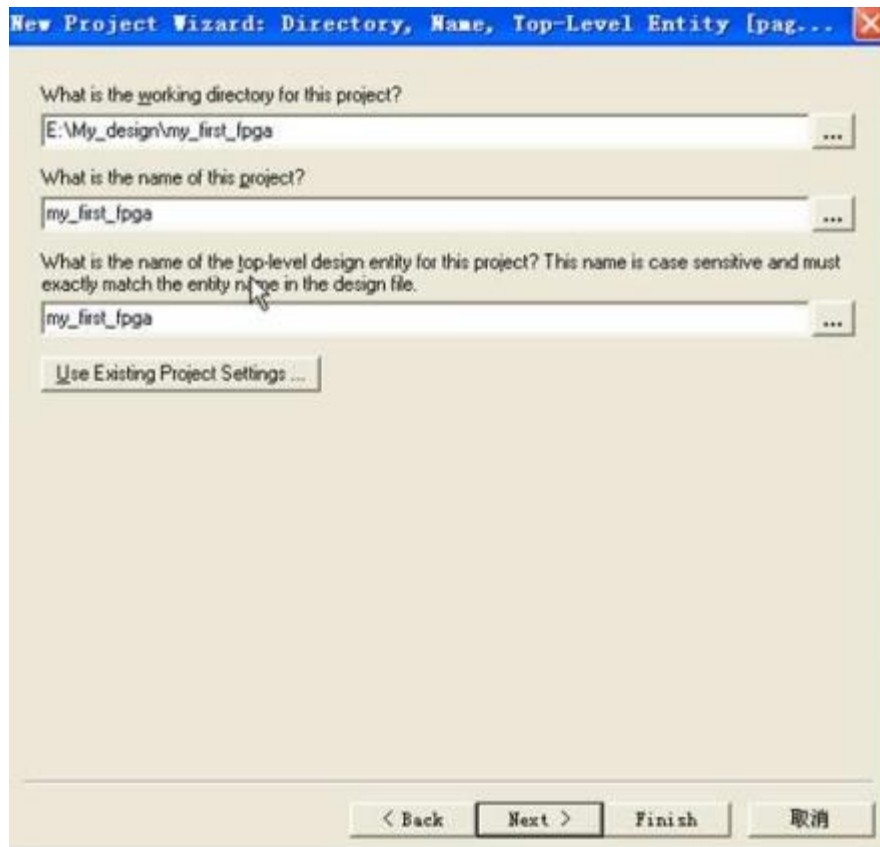 New Project Wizard: Directory, Name, Top-Level Entity [pag...
What is the working directory for this project?
E:\My_design\my_first_fpga
...
What is the name of this project?
my_first_fpga
...
What is the name of the top-level design entity for this project? This name is case sensitive and must
exactly match the entity name in the design file.
my_first_fpga
...
Use Existing Project Settings ...
< Back
Next >
Finish
取消